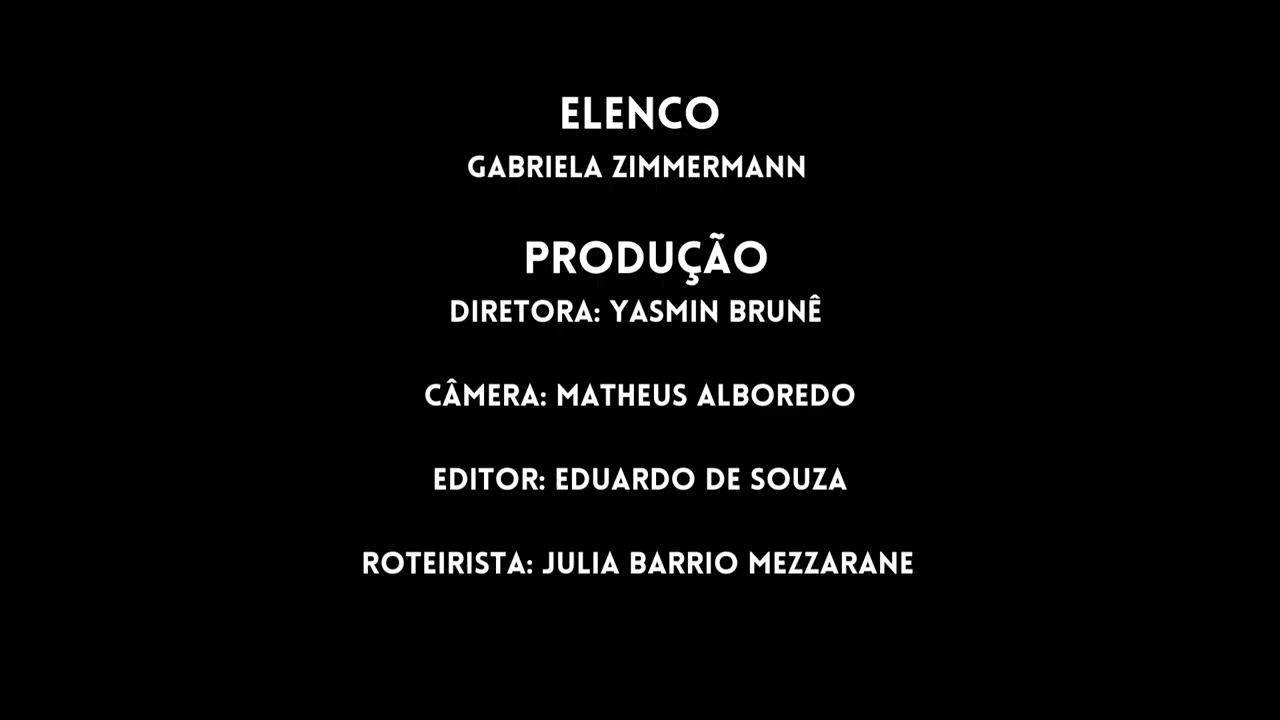 ELENCO
GABRIELA ZIMMERMANN
PRODUÇÃO
DIRETORA: YASMIN BRUNÊ
CÂMERA: MATHEUS ALBOREDO
EDITOR: EDUARDO DE SOUZA
ROTEIRISTA: JULIA BARRIO MEZZARANE